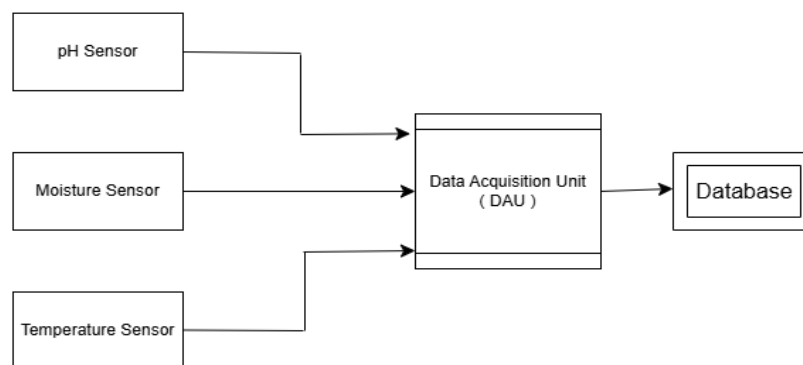 pH Sensor
Moisture Sensor
Data Acquisition Unit
( DAU )
Database
Temperature Sensor